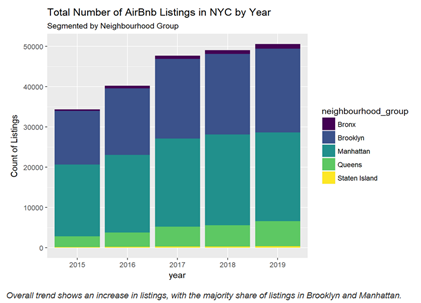 Total Number of AirBnb Listings in NYC by Year
Segmented by Neighbourhood Group
50000
40000
30000
20000
10000
0
Count of Listings
2015 2016 2017 2018 2019
year
neighbourhood_group
Bronx
Brooklyn
Manhattan
Queens
Staten Island
Overall trend shows an increase in listings, with the majority share of listings in Brooklyn and Manhattan.